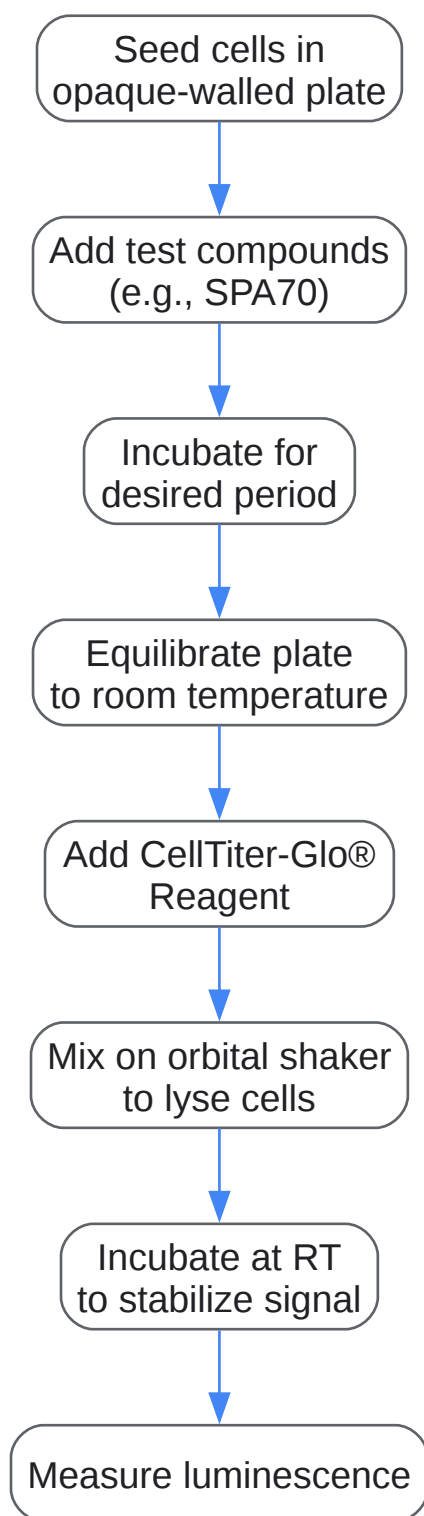 Seed cells in
opaque-walled plate
Add test compounds
(e.g., SPA70)
Incubate for
desired period
Equilibrate plate
to room temperature
Add CellTiter-Glo®
Reagent
Mix on orbital shaker
to lyse cells
Incubate at RT
to stabilize signal
Measure luminescence